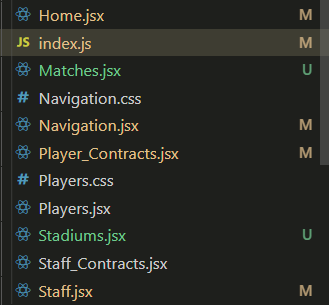 Home.jsx M
JS index.js M
Matches.jsx U
# Navigation.css
Navigation.jsx M
Player_Contracts.jsx M
# Players.css
Players.jsx
Stadiums.jsx U
Staff_Contracts.jsx
Staff.jsx M